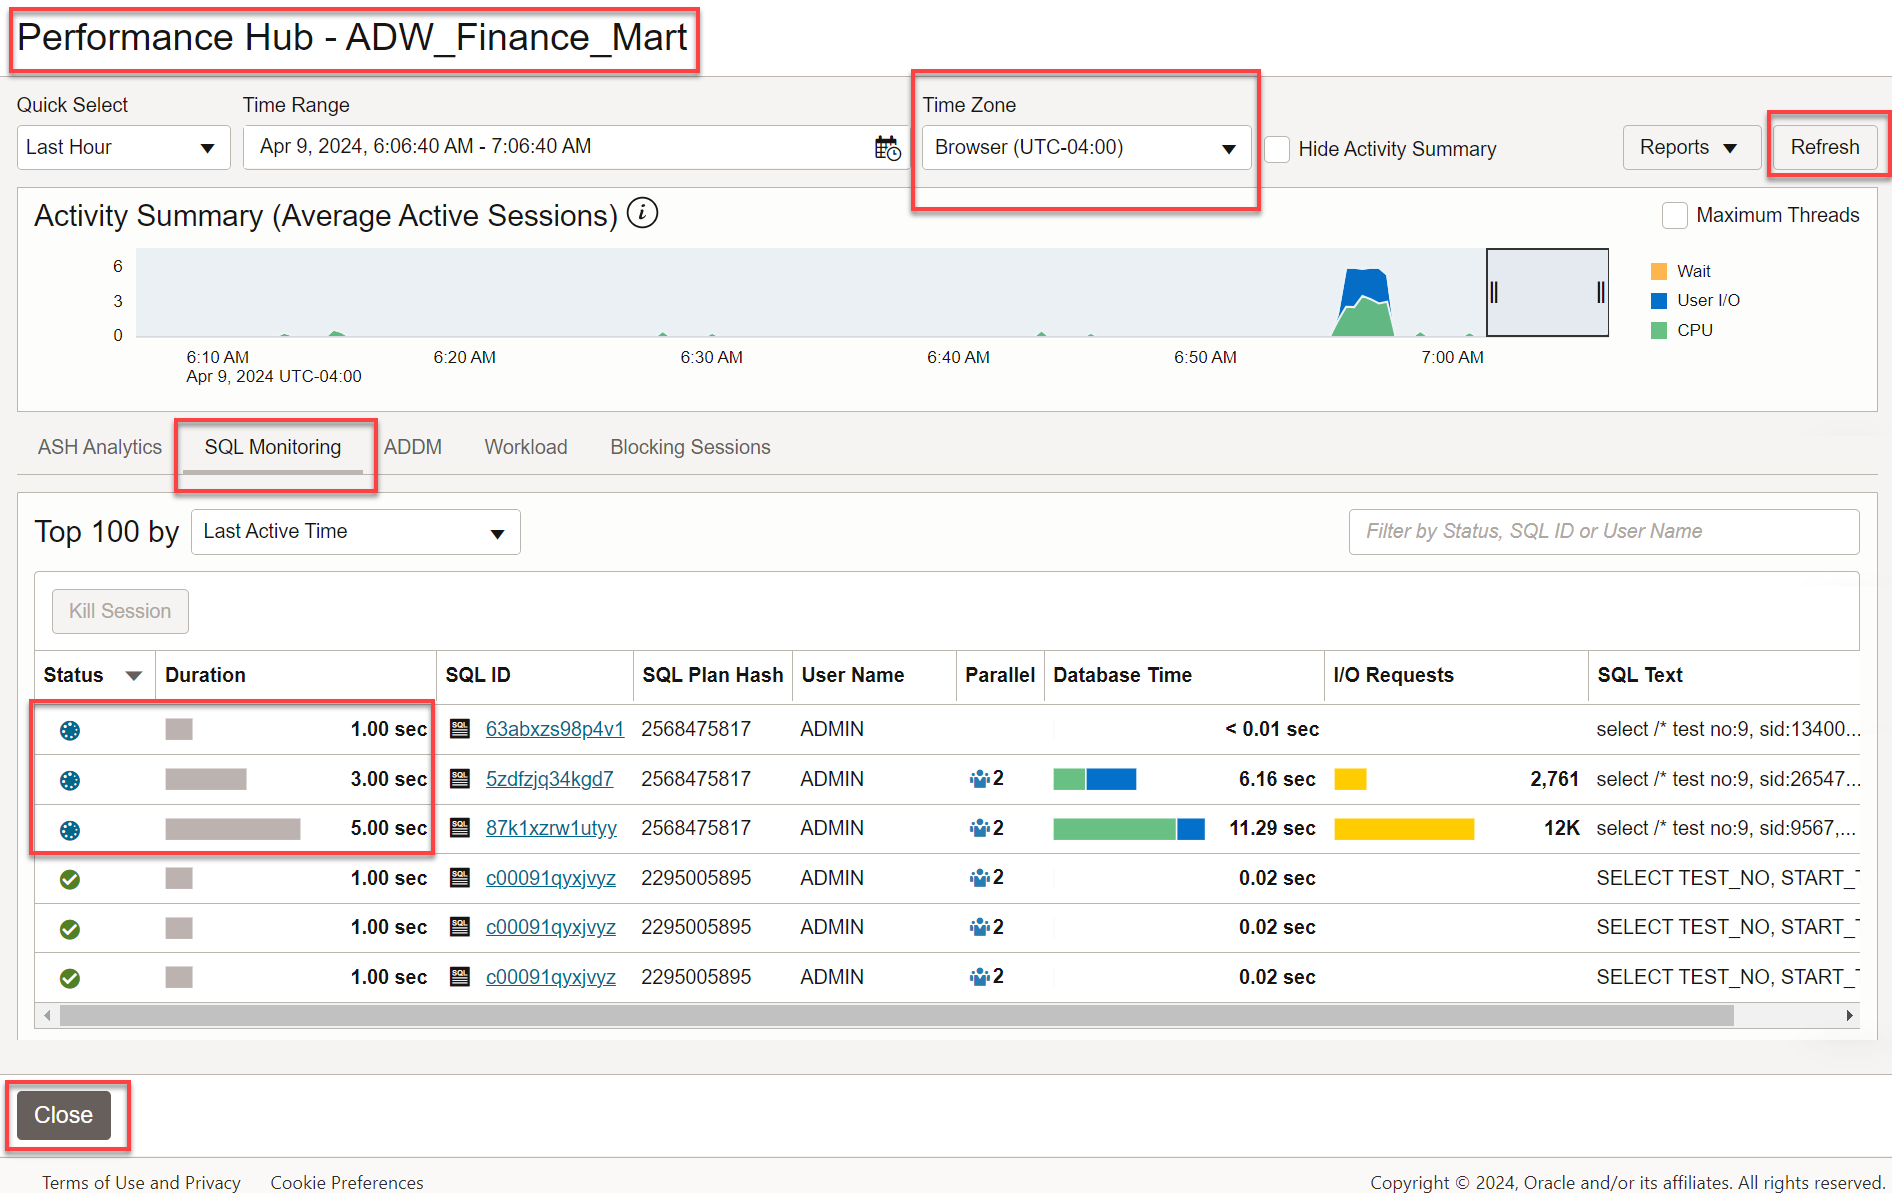 Performance Hub - ADW_Finance_Mart
Quick Select
Time Range
Time Zone
Last Hour
Apr 9, 2024, 6:06:40 AM - 7:06:40 AM
Browser (UTC-04:00)
Hide Activity Summary
Reports
Refresh
Activity Summary (Average Active Sessions)
i
Maximum Threads
6
3
0
6:10 AM
6:20 AM
6:30 AM
6:40 AM
6:50 AM
7:00 AM
Apr 9, 2024 UTC-04:00
Wait
User I/O
CPU
ASH Analytics
SQL Monitoring
ADDM
Workload
Blocking Sessions
Top 100 by
Last Active Time
Filter by Status, SQL ID or User Name
Kill Session
Status Duration SQL ID SQL Plan Hash User Name Parallel Database Time I/O Requests SQL Text
1.00 sec SQL 63abxzs98p4v1 2568475817 ADMIN < 0.01 sec select /* test no:9, sid:13400...
3.00 sec SQL 5zdfzjq34kgd7 2568475817 ADMIN 2 6.16 sec 2,761 select /* test no:9, sid:26547...
5.00 sec SQL 87k1xzrw1utyy 2568475817 ADMIN 2 11.29 sec 12K select /* test no:9, sid:9567,...
1.00 sec SQL c00091qyxjvyz 2295005895 ADMIN 2 0.02 sec SELECT TEST_NO, START_T
1.00 sec SQL c00091qyxjvyz 2295005895 ADMIN 2 0.02 sec SELECT TEST_NO, START_T
1.00 sec SQL c00091qyxjvyz 2295005895 ADMIN 2 0.02 sec SELECT TEST_NO, START_T
Close
Terms of Use and Privacy
Cookie Preferences
Copyright © 2024, Oracle and/or its affiliates. All rights reserved.